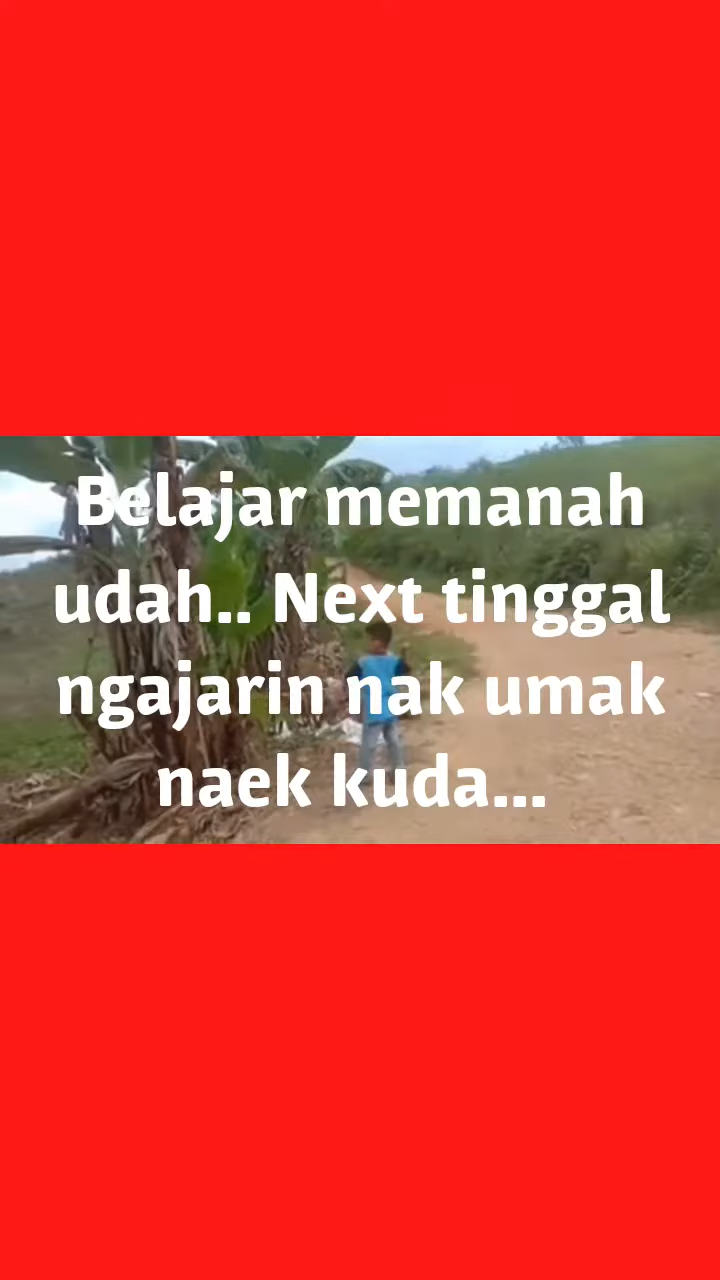 Belajar memanah
udah.. Next tinggal
ngajarin nak umak
naek kuda...